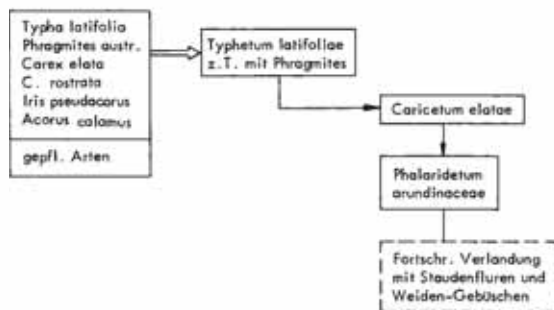 Typha latifolia
Phragmites austr.
Carex elata
C. rostrata
Iris pseudacorus
Acorus calamus
gepfl. Arten
Typhetum latifoliae
z.T. mit Phragmites
Caricetum elatae
Phalaridetum
arundinaceae
Fortschr. Verlandung
mit Staudenfluren und
Weiden-Gebüschen